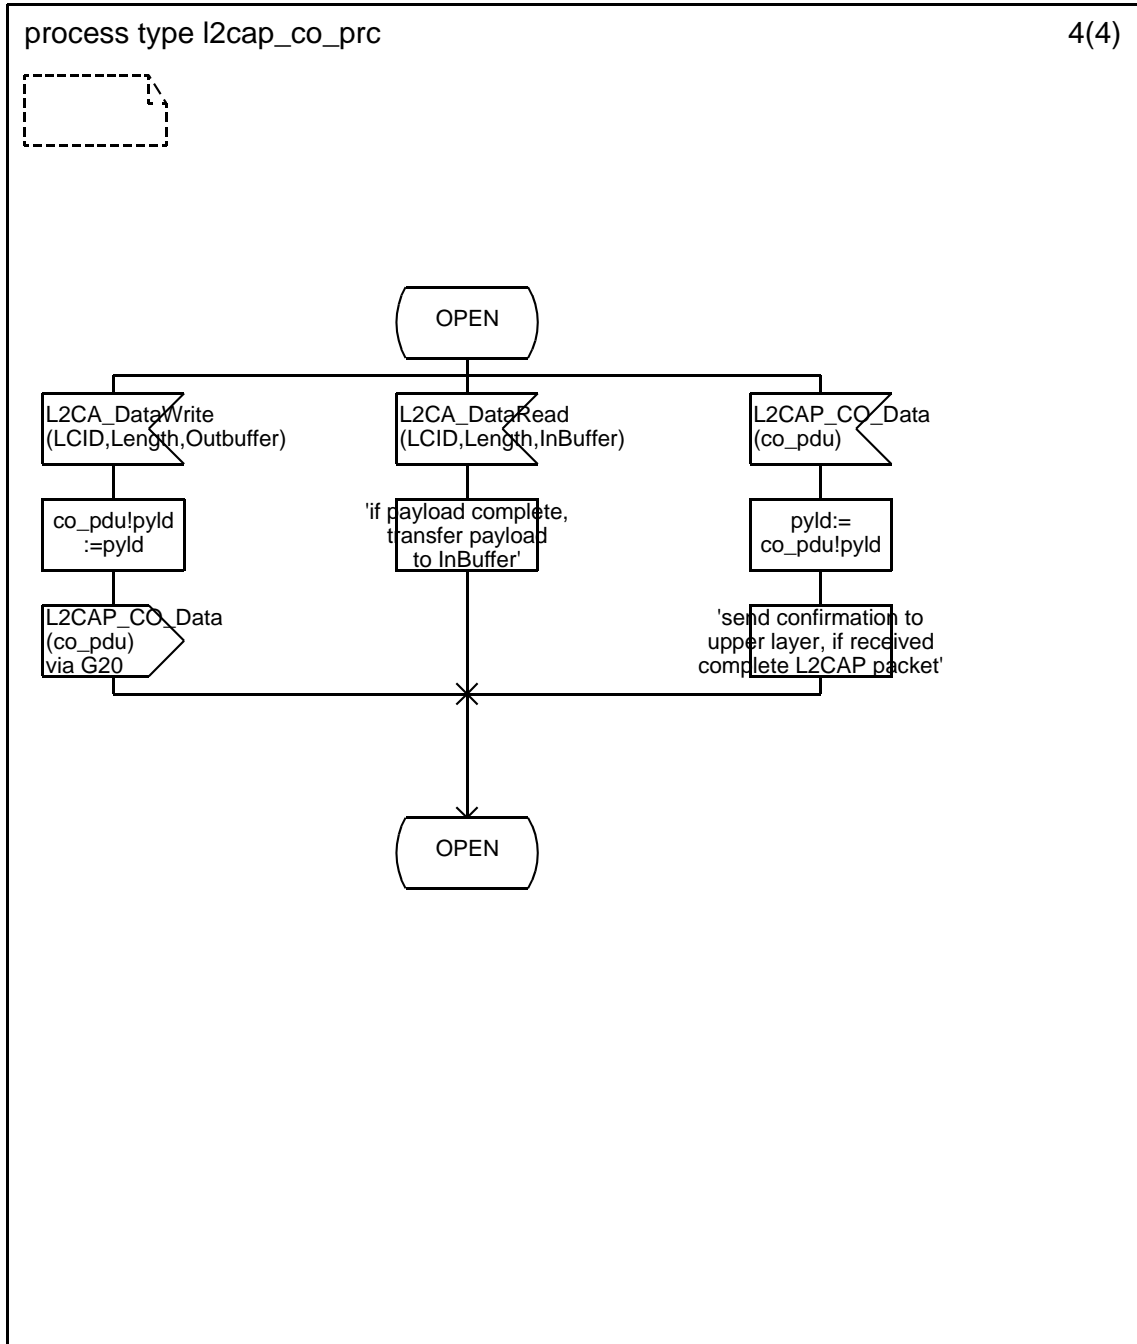 process type l2cap_co_prc
4(4)
OPEN
L2CA_DataWrite
(LCID,Length,Outbuffer)
L2CA_DataRead
(LCID,Length,InBuffer)
L2CAP_CO_Data
(co_pdu)
co_pdu!pyld
:=pyld
'if payload complete,
transfer payload
to InBuffer'
pyld:=
co_pdu!pyld
L2CAP_CO_Data
(co_pdu)
via G20
'send confirmation to
upper layer, if received
complete L2CAP packet'
OPEN